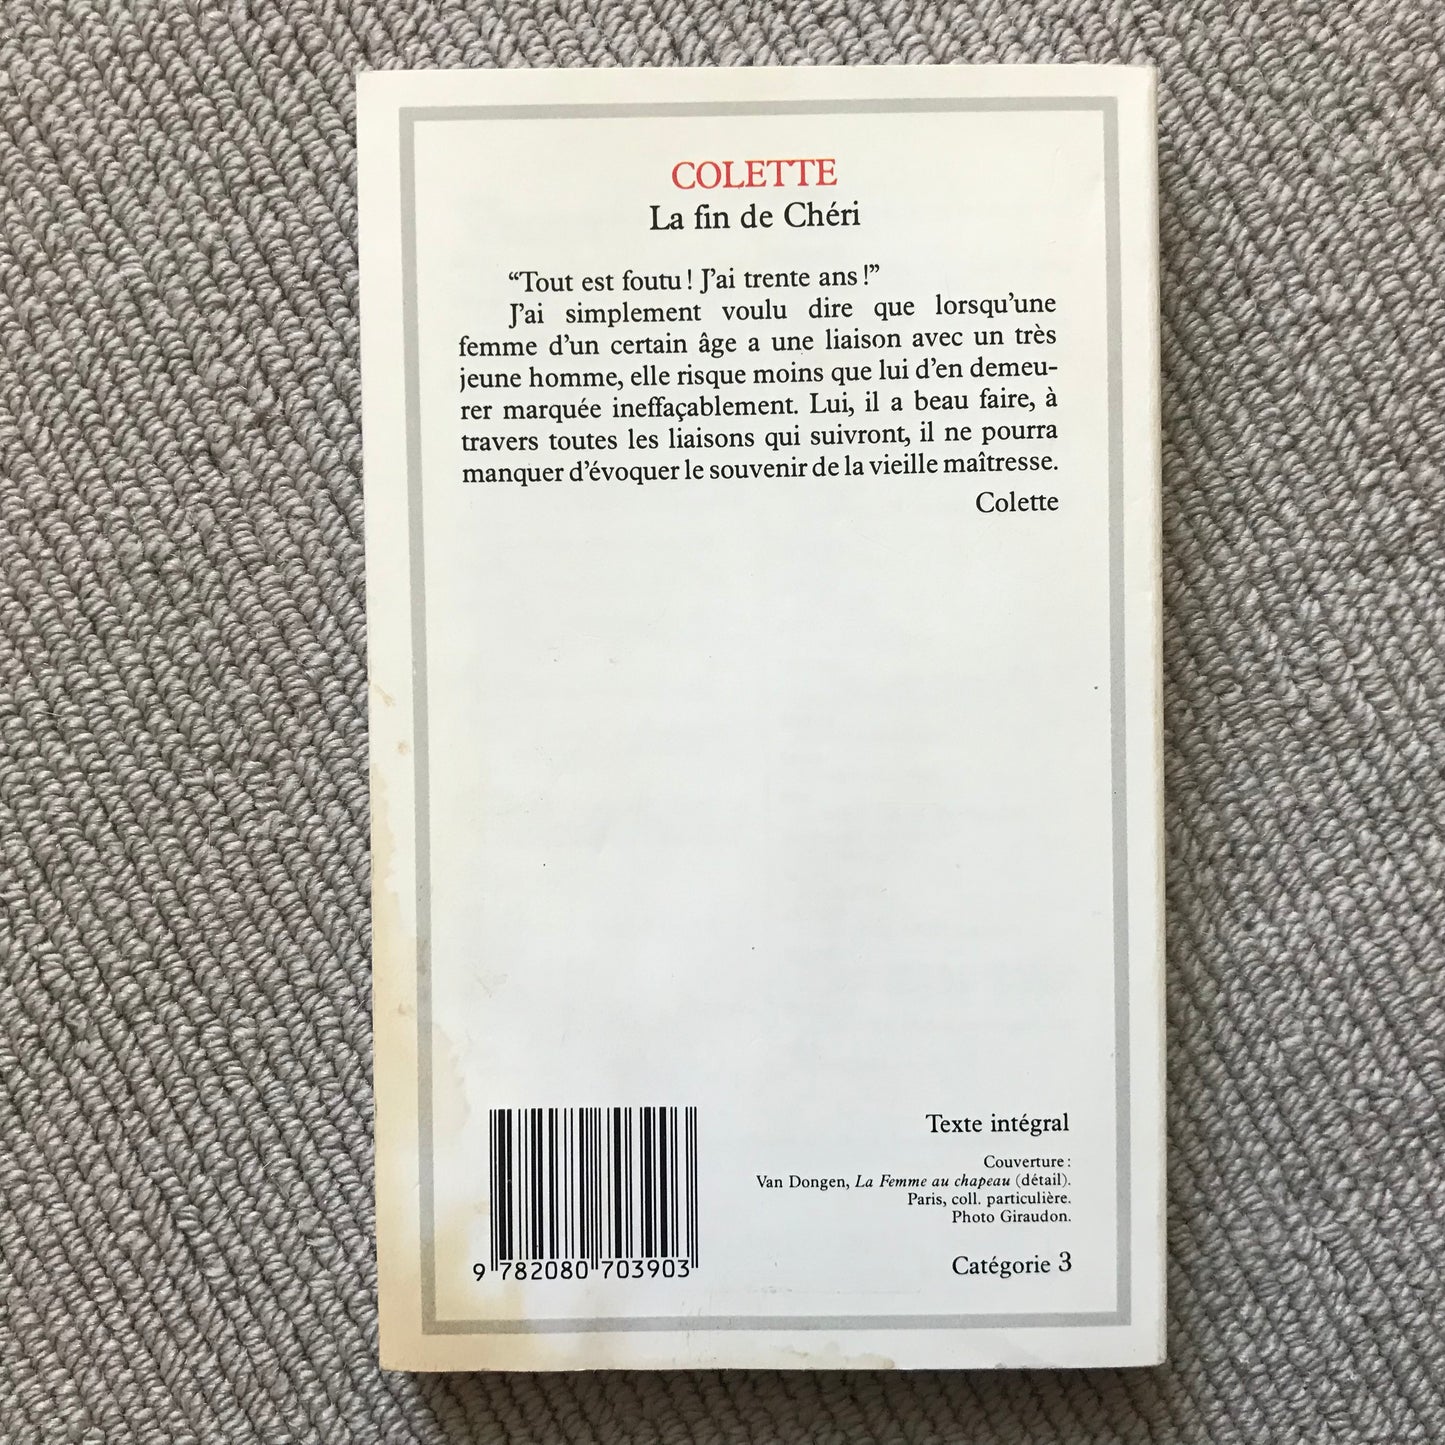 COLETTE
La fin de Chéri
“Tout est foutu ! J’ai trente ans !”
J’ai simplement voulu dire que lorsqu’une
femme d’un certain âge a une liaison avec un très
jeune homme, elle risque moins que lui d’en demeu-
rer marquée ineffaçablement. Lui, il a beau faire, à
travers toutes les liaisons qui suivront, il ne pourra
manquer d’évoquer le souvenir de la vieille maîtresse.
Colette
Texte intégral
Couverture :
Van Dongen, La Femme au chapeau (détail).
Paris, coll. particulière.
Photo Giraudon.
Catégorie 3
9 782080 703903